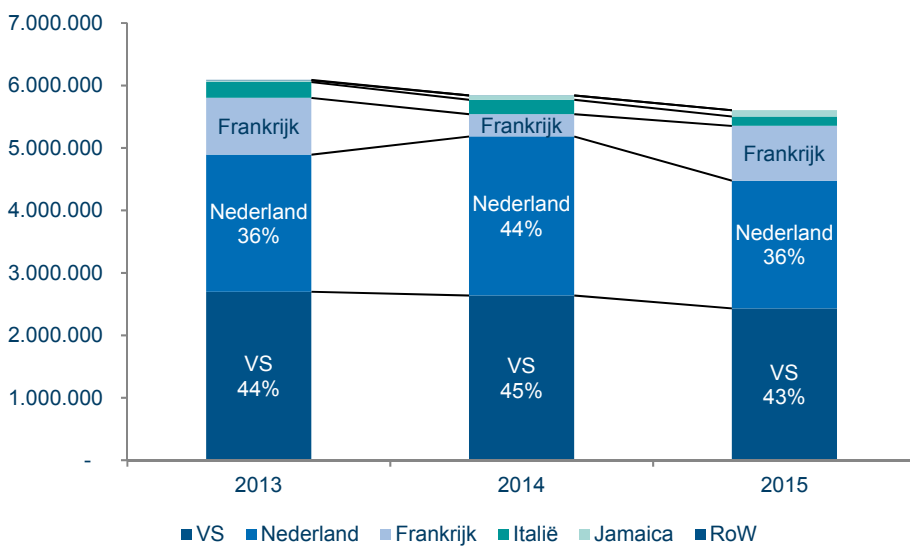 7.000.000
6.000.000
5.000.000
4.000.000
3.000.000
2.000.000
1.000.000
-
Frankrijk
Nederland
36%
VS
44%
Frankrijk
Nederland
44%
VS
45%
Frankrijk
Nederland
36%
VS
43%
2013
2014
2015
VS
Nederland
Frankrijk
Italië
Jamaica
RoW